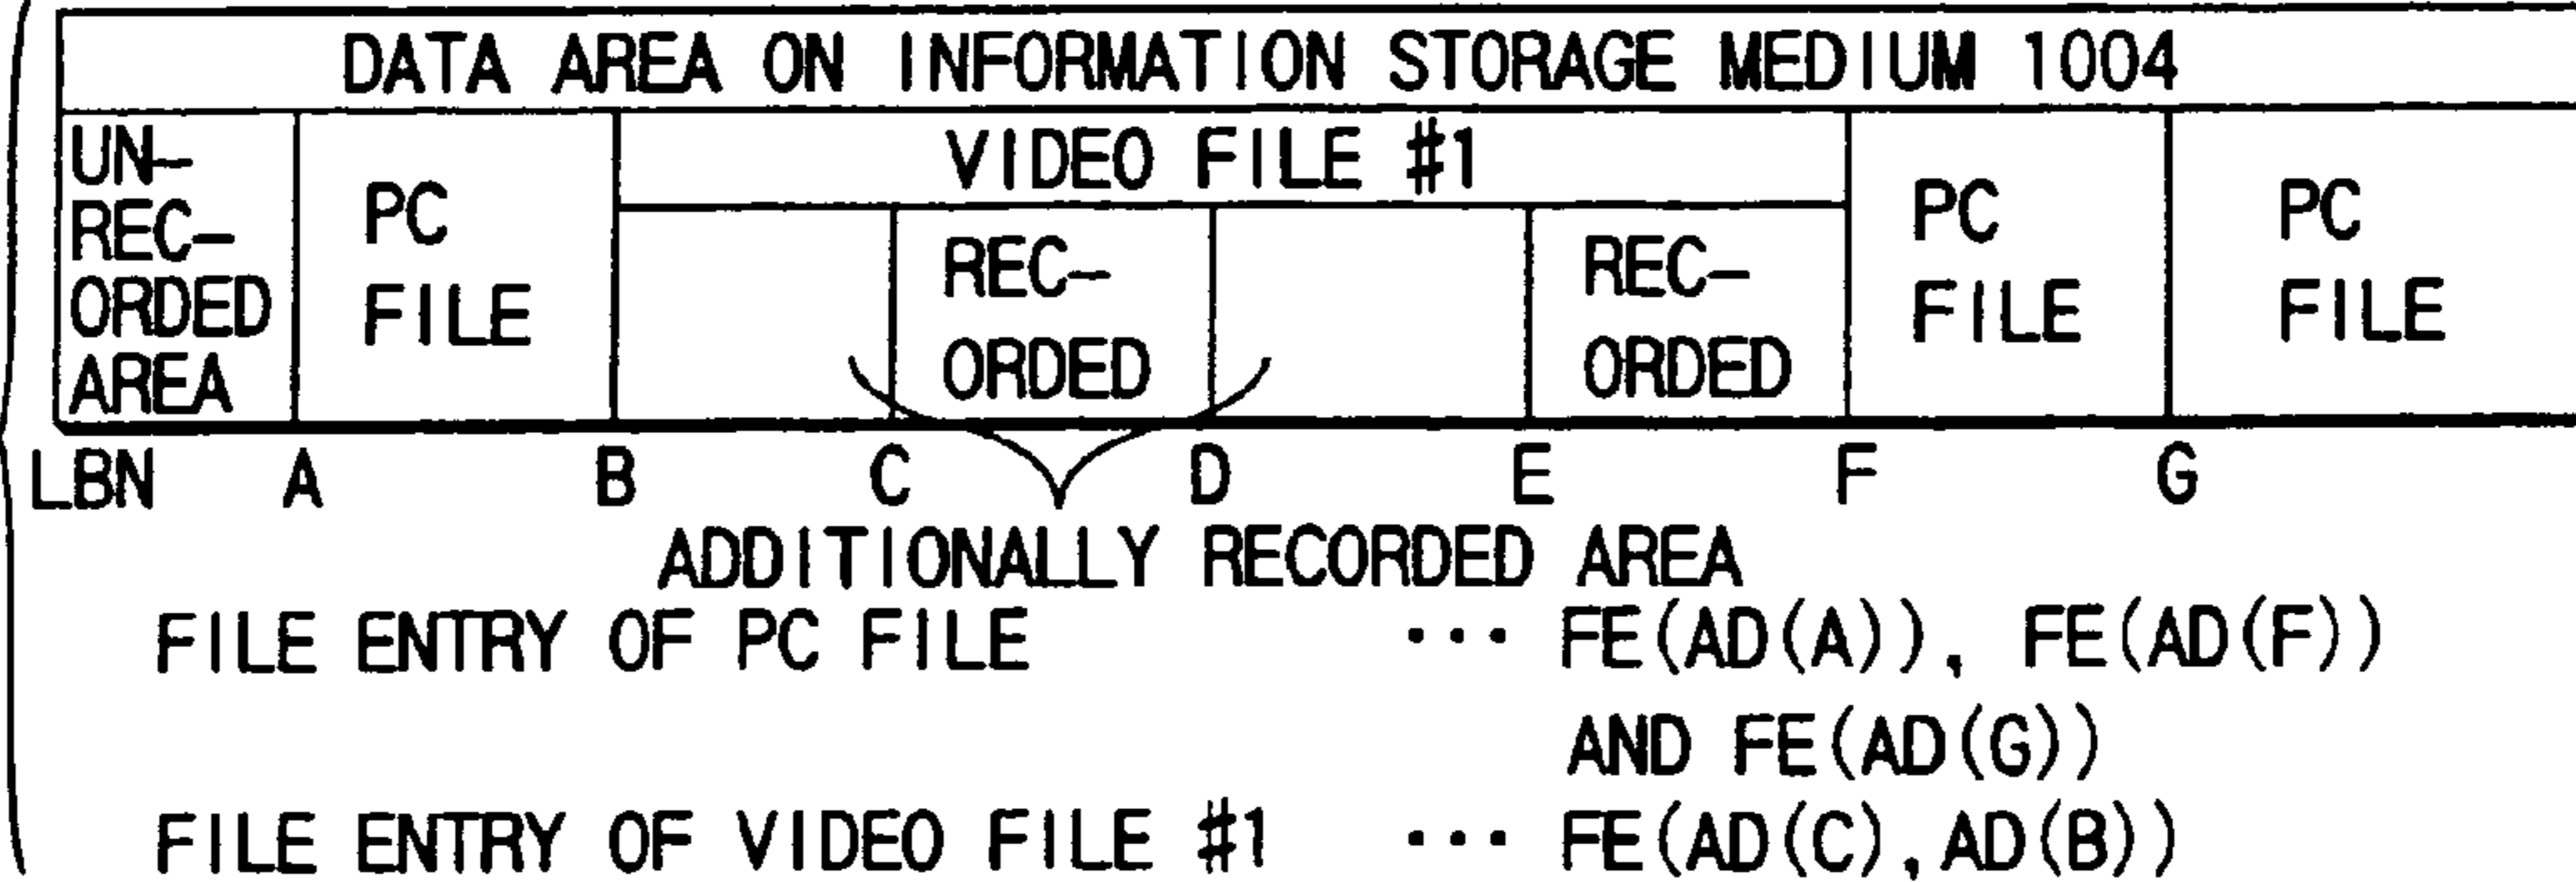 DATA AREA ON INFORMATION STORAGE MEDIUM 1004
UN-
REC-
ORDED
AREA
PC
FILE
VIDEO FILE #1
REC-
ORDED
REC-
ORDED
PC
FILE
PC
FILE
LBN A B C D E F G
ADDITIONALLY RECORDED AREA
FILE ENTRY OF PC FILE ··· FE(AD(A)), FE(AD(F))
AND FE(AD(G))
FILE ENTRY OF VIDEO FILE #1 ··· FE(AD(C),AD(B))